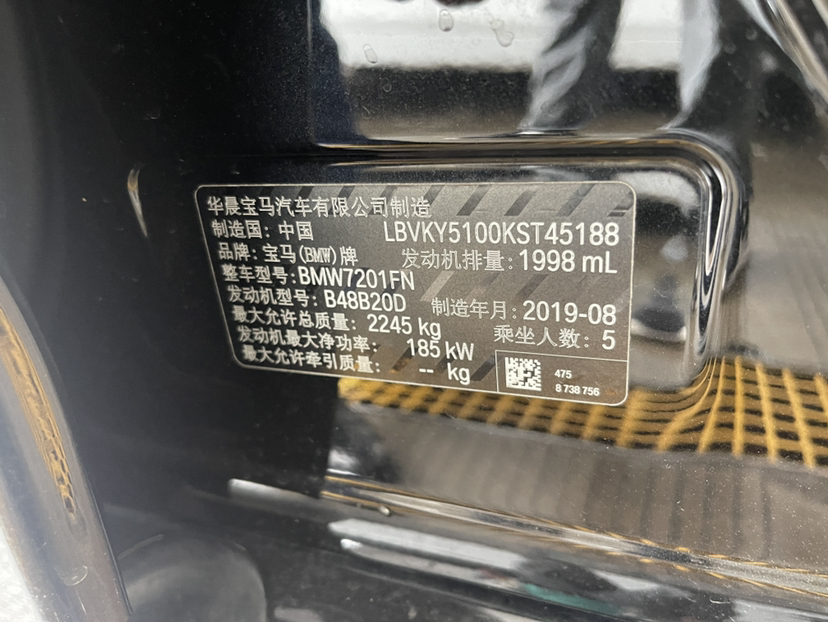 华晨宝马汽车有限公司制造
制造国: 中国 LBVKY5100KST45188
品牌: 宝马(BMW)牌 发动机排量: 1998 mL
整车型号: BMW7201FN
发动机型号: B48B20D 制造年月: 2019-08
最大允许总质量: 2245 kg 乘坐人数: 5
发动机最大净功率: 185 kW
最大允许牵引质量: -- kg
475
8 738 756